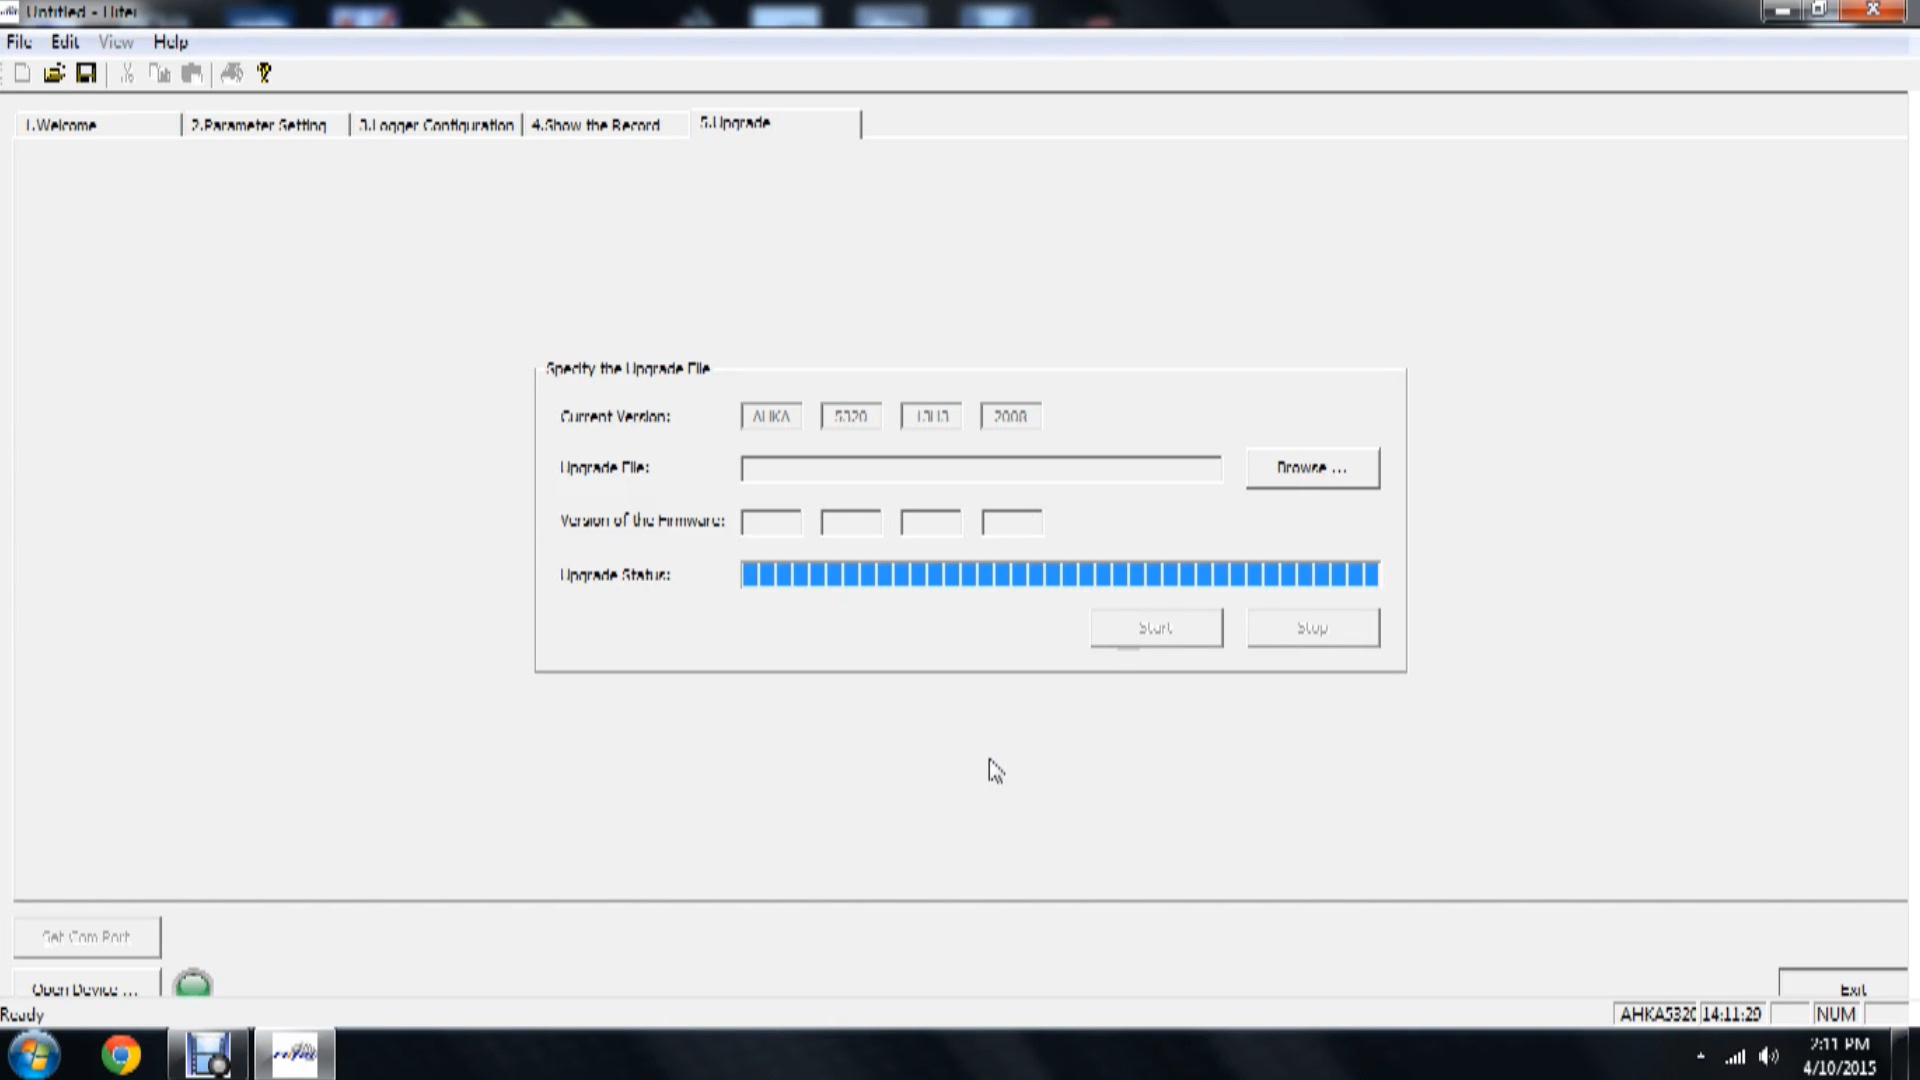 Untitled -
File Edit View Help
1.Welcome 2.Parameter Setting 3.Logger Configuration 4.Show the Record 5.Upgrade
Specify the Upgrade File
Current Version: AHKA 5320 2008
Upgrade File: Browse ...
Version of the Firmware:
Upgrade Status:
Start Stop
Set Com Port
Open Device ... Exit
Ready AHKA5320 14:11:29 NUM
2:11 PM
4/10/2015